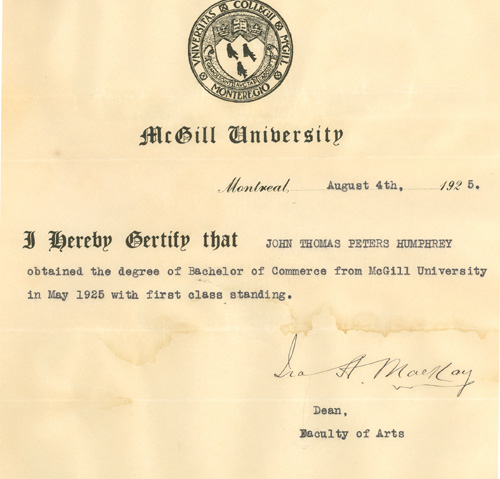 UNIVERSITAS COLLEGII McGILL
MONTEREGIO
McGill University
Montreal, August 4th, 1925.
I Hereby Certify that JOHN THOMAS PETERS HUMPHREY
obtained the degree of Bachelor of Commerce from McGill University
in May 1925 with first class standing.
Ira A. MacKay
Dean,
Faculty of Arts